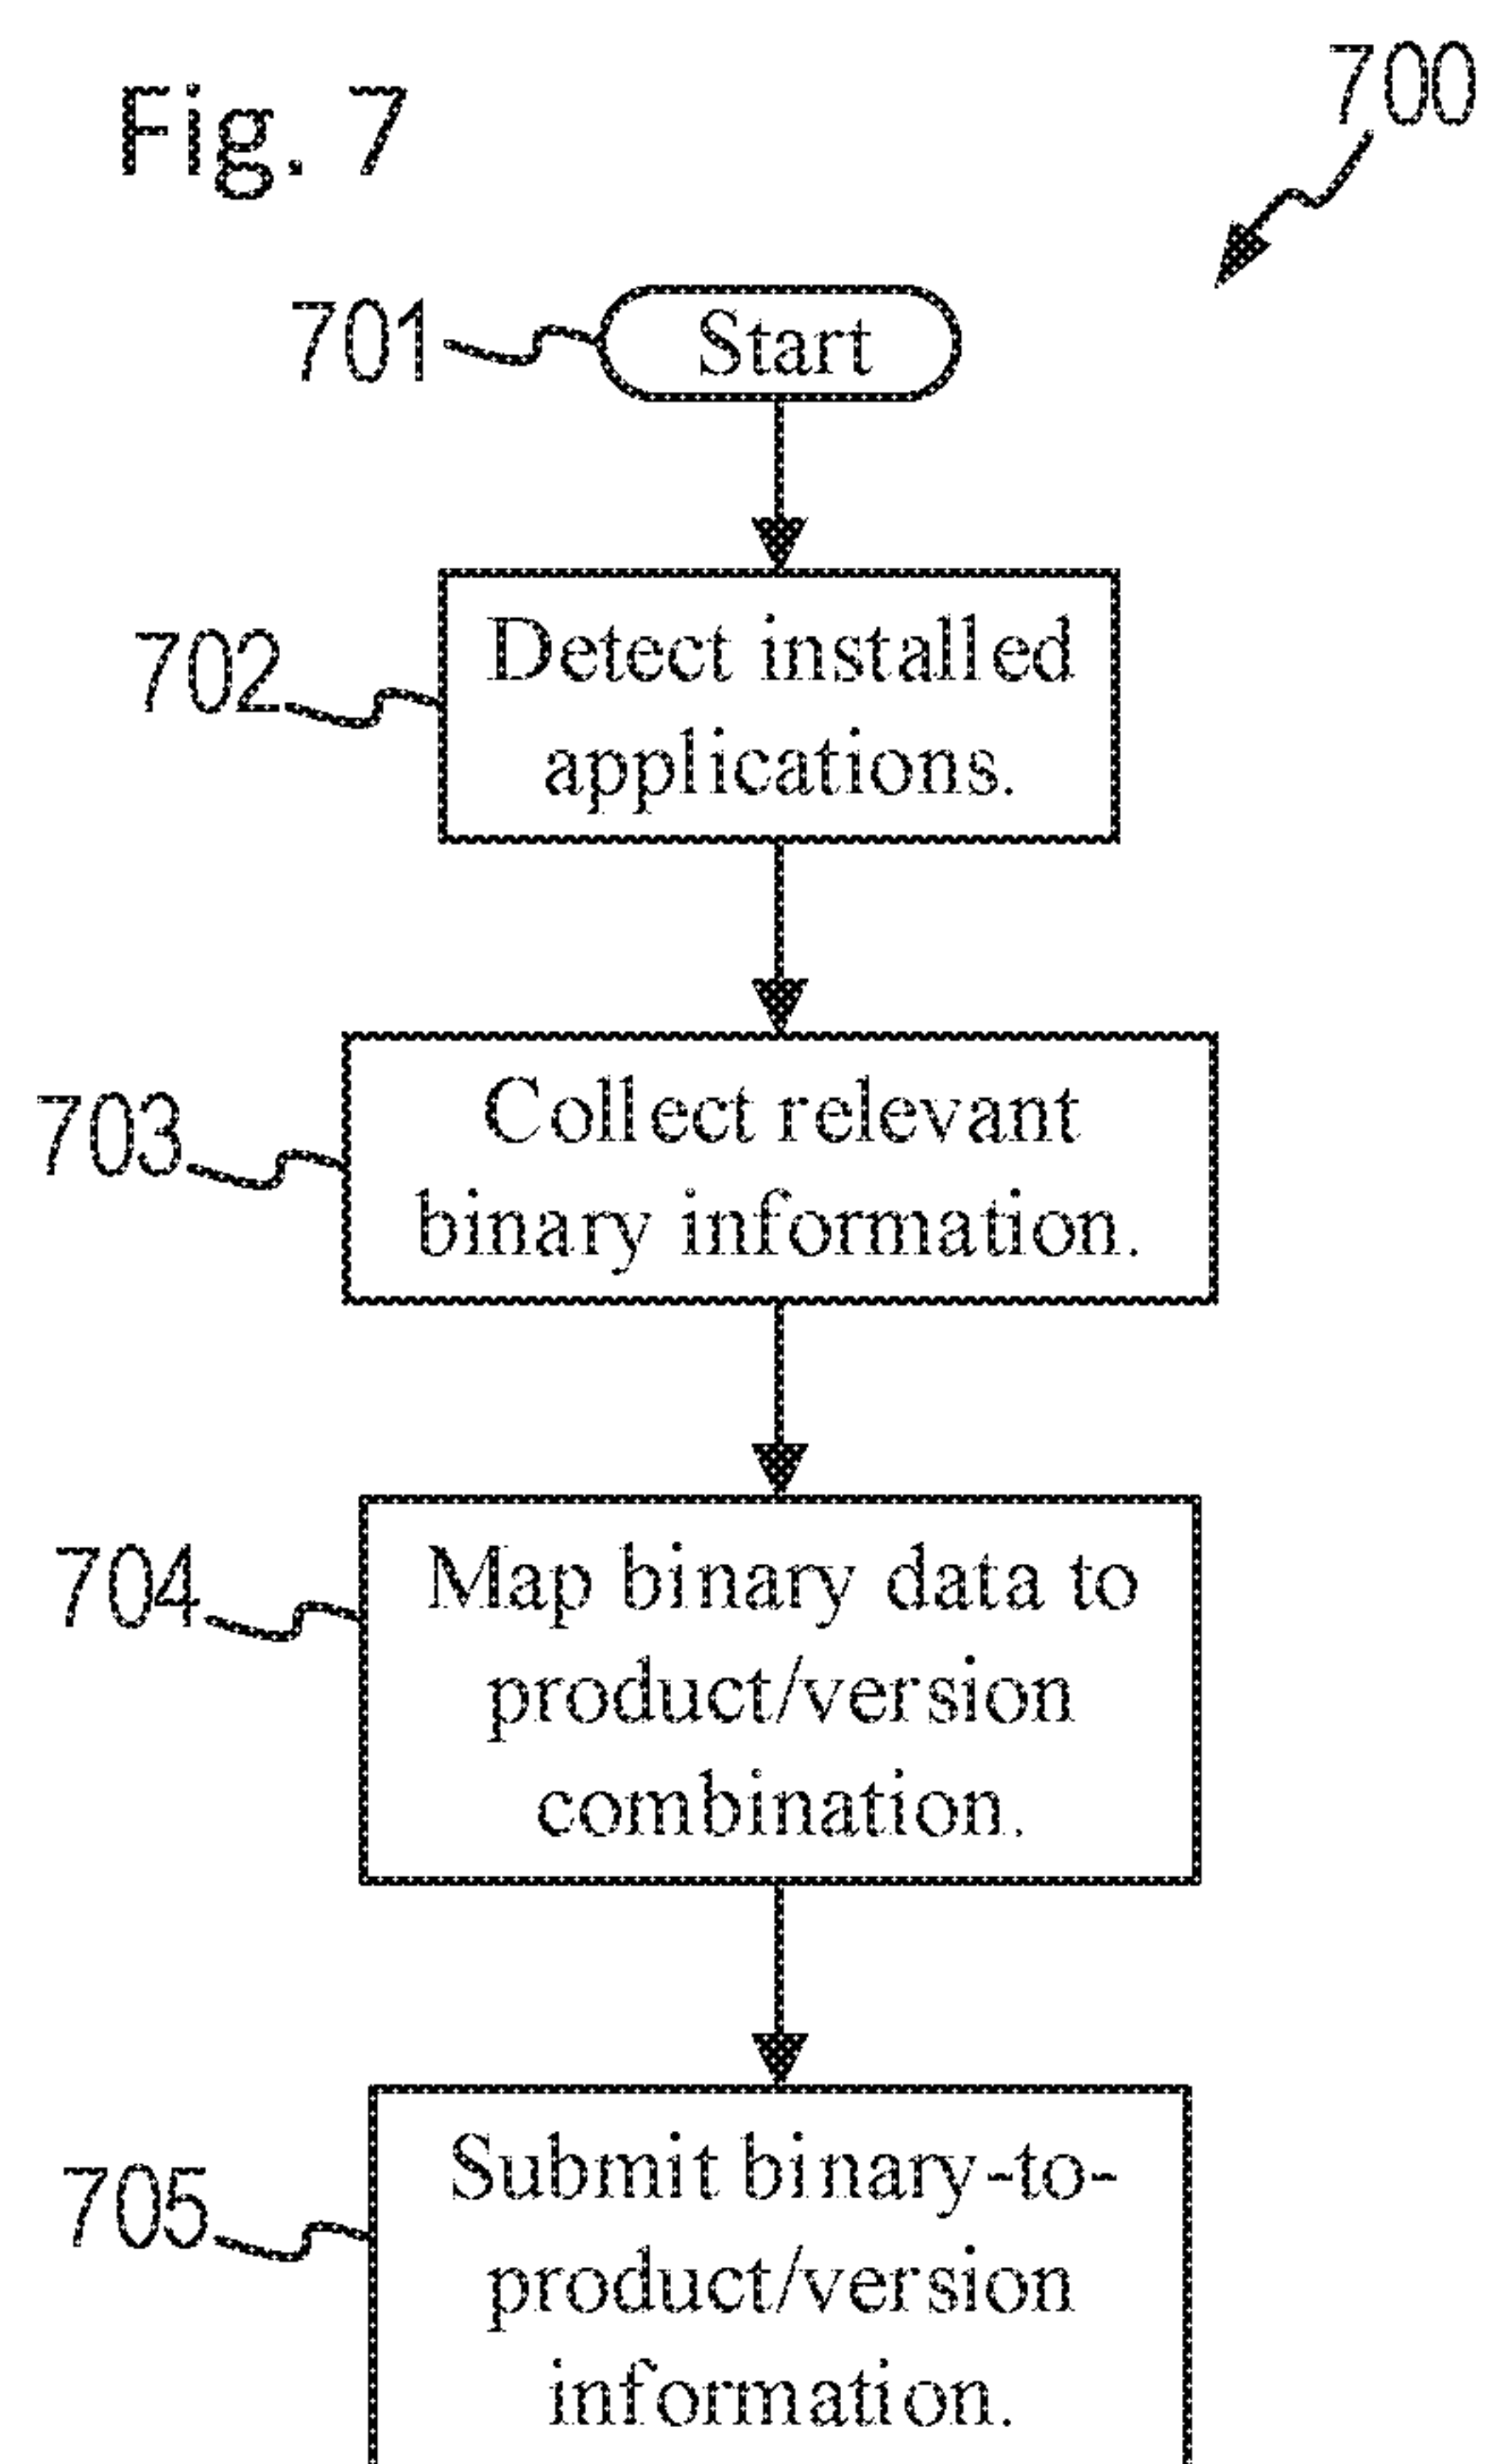 Fig. 7
700
701
Start
702
Detect installed
applications.
703
Collect relevant
binary information.
704
Map binary data to
product/version
combination.
705
Submit binary-to-
product/version
information.